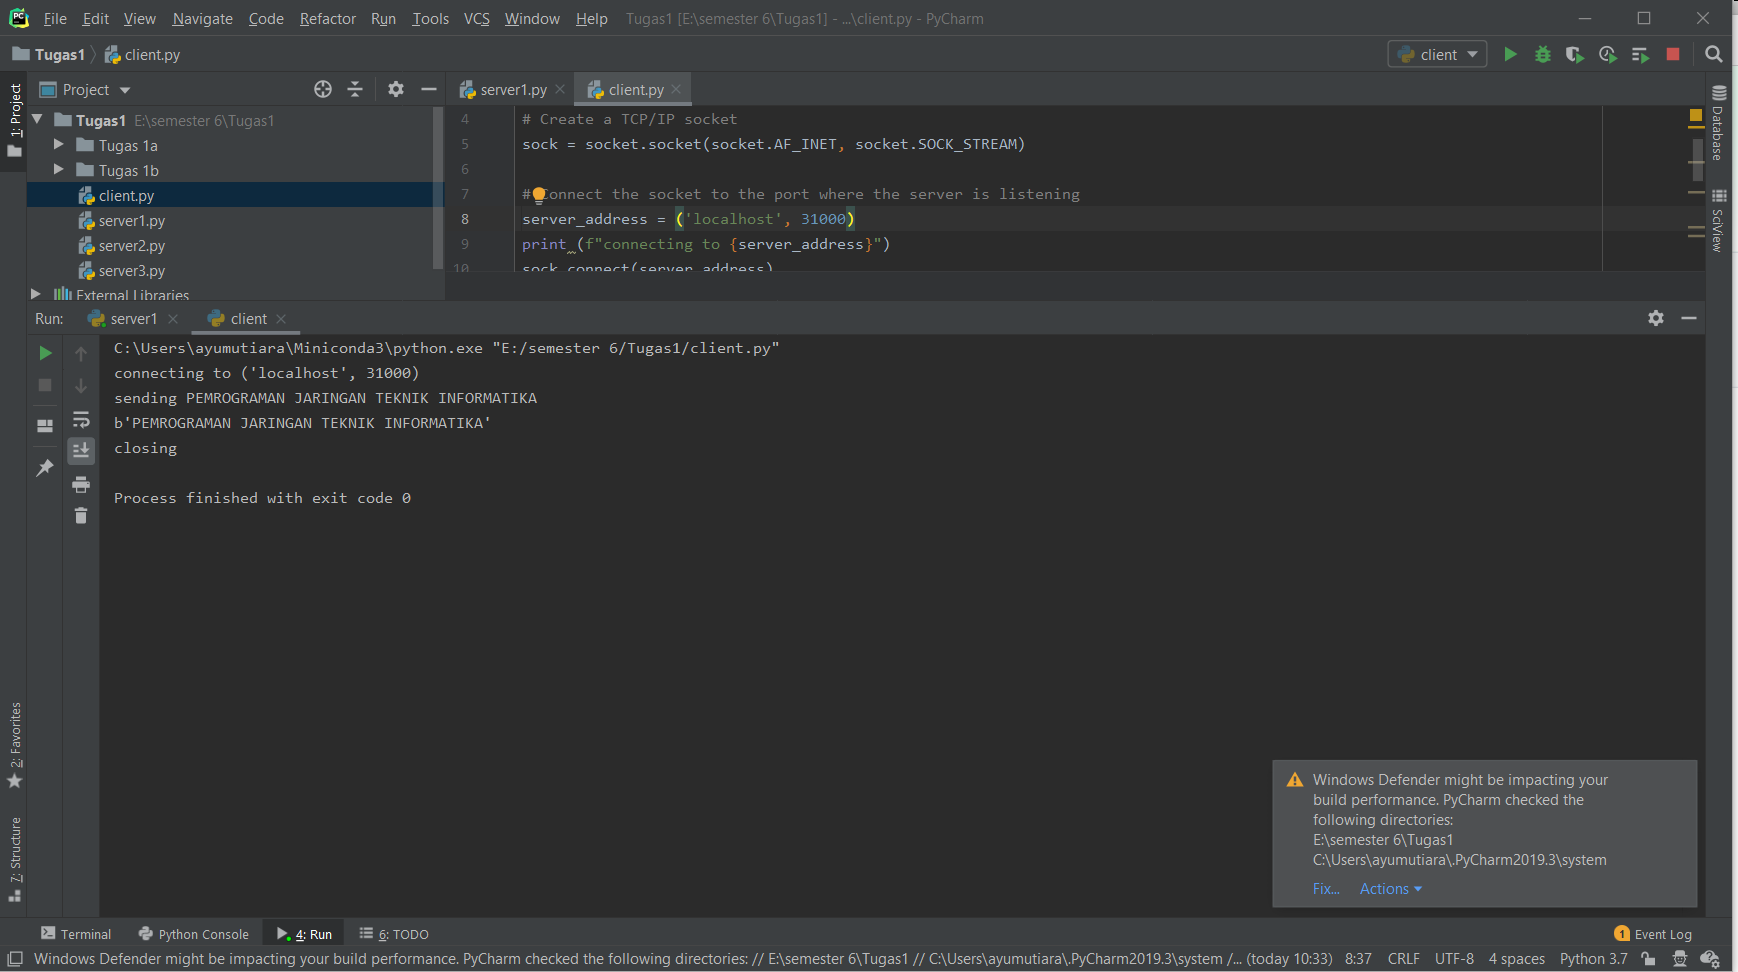 File Edit View Navigate Code Refactor Run Tools VCS Window Help Tugas1 [E:\semester 6\Tugas1] - ...\client.py - PyCharm
Tugas1 client.py
client
1: Project
Project
server1.py
client.py
Tugas1 E:\semester 6\Tugas1
Tugas 1a
Tugas 1b
client.py
server1.py
server2.py
server3.py
External Libraries
4 # Create a TCP/IP socket
5 sock = socket.socket(socket.AF_INET, socket.SOCK_STREAM)
6
7 # Connect the socket to the port where the server is listening
8 server_address = ('localhost', 31000)
9 print (f"connecting to {server_address}")
10 sock.connect(server_address)
Database
SciView
Run: server1 client
C:\Users\ayumutiara\Miniconda3\python.exe "E:/semester 6/Tugas1/client.py"
connecting to ('localhost', 31000)
sending PEMROGRAMAN JARINGAN TEKNIK INFORMATIKA
b'PEMROGRAMAN JARINGAN TEKNIK INFORMATIKA'
closing
Process finished with exit code 0
2: Favorites
7: Structure
Windows Defender might be impacting your
build performance. PyCharm checked the
following directories:
E:\semester 6\Tugas1
C:\Users\ayumutiara\.PyCharm2019.3\system
Fix... Actions
Terminal Python Console 4: Run 6: TODO 1 Event Log
Windows Defender might be impacting your build performance. PyCharm checked the following directories: // E:\semester 6\Tugas1 // C:\Users\ayumutiara\.PyCharm2019.3\system /... (today 10:33) 8:37 CRLF UTF-8 4 spaces Python 3.7